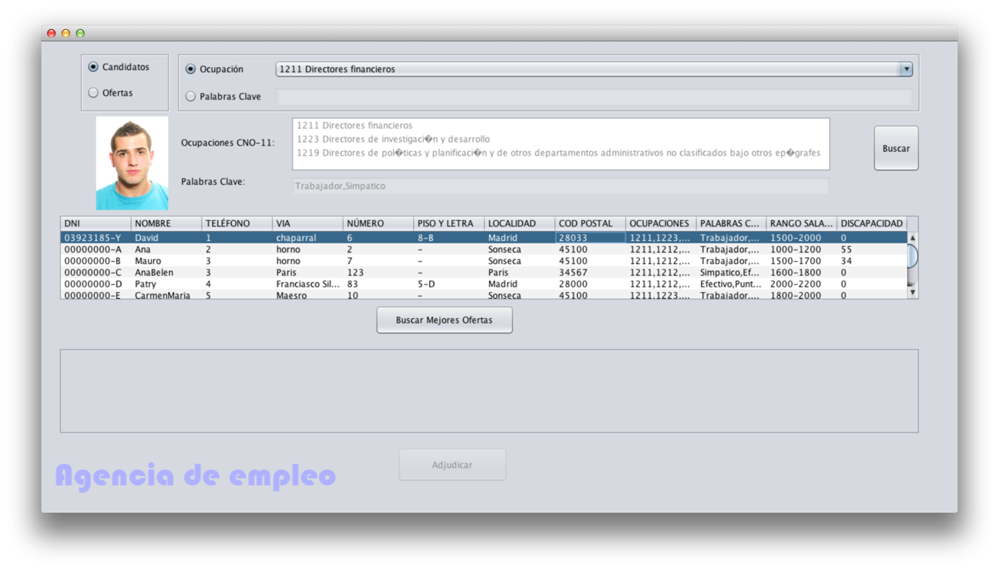 Candidatos
Ofertas
Ocupación 1211 Directores financieros
Palabras Clave
Ocupaciones CNO-11:
1211 Directores financieros
1223 Directores de investigaci�n y desarrollo
1219 Directores de pol�ticas y planificaci�n y de otros departamentos administrativos no clasificados bajo otros ep�grafes
Buscar
Palabras Clave: Trabajador,Simpatico
DNI NOMBRE TELÉFONO VIA NÚMERO PISO Y LETRA LOCALIDAD COD POSTAL OCUPACIONES PALABRAS C... RANGO SALA... DISCAPACIDAD
03923185-Y David 1 chaparral 6 8-B Madrid 28033 1211,1223,... Trabajador,... 1500-2000 0
00000000-A Ana 2 horno 2 - Sonseca 45100 1211,1212,... Trabajador,... 1000-1200 55
00000000-B Mauro 3 horno 7 - Sonseca 45100 1211,1212,... Trabajador,... 1500-1700 34
00000000-C AnaBelen 3 Paris 123 - Paris 34567 1211,1212,... Simpatico,Ef... 1600-1800 0
00000000-D Patry 4 Franciasco Sil... 83 5-D Madrid 28000 1211,1212,... Efectivo,Punt... 2000-2200 0
00000000-E CarmenMaria 5 Maesro 10 - Sonseca 45100 1211,1223,... Trabajador,... 1800-2000 0
Buscar Mejores Ofertas
Adjudicar
Agencia de empleo